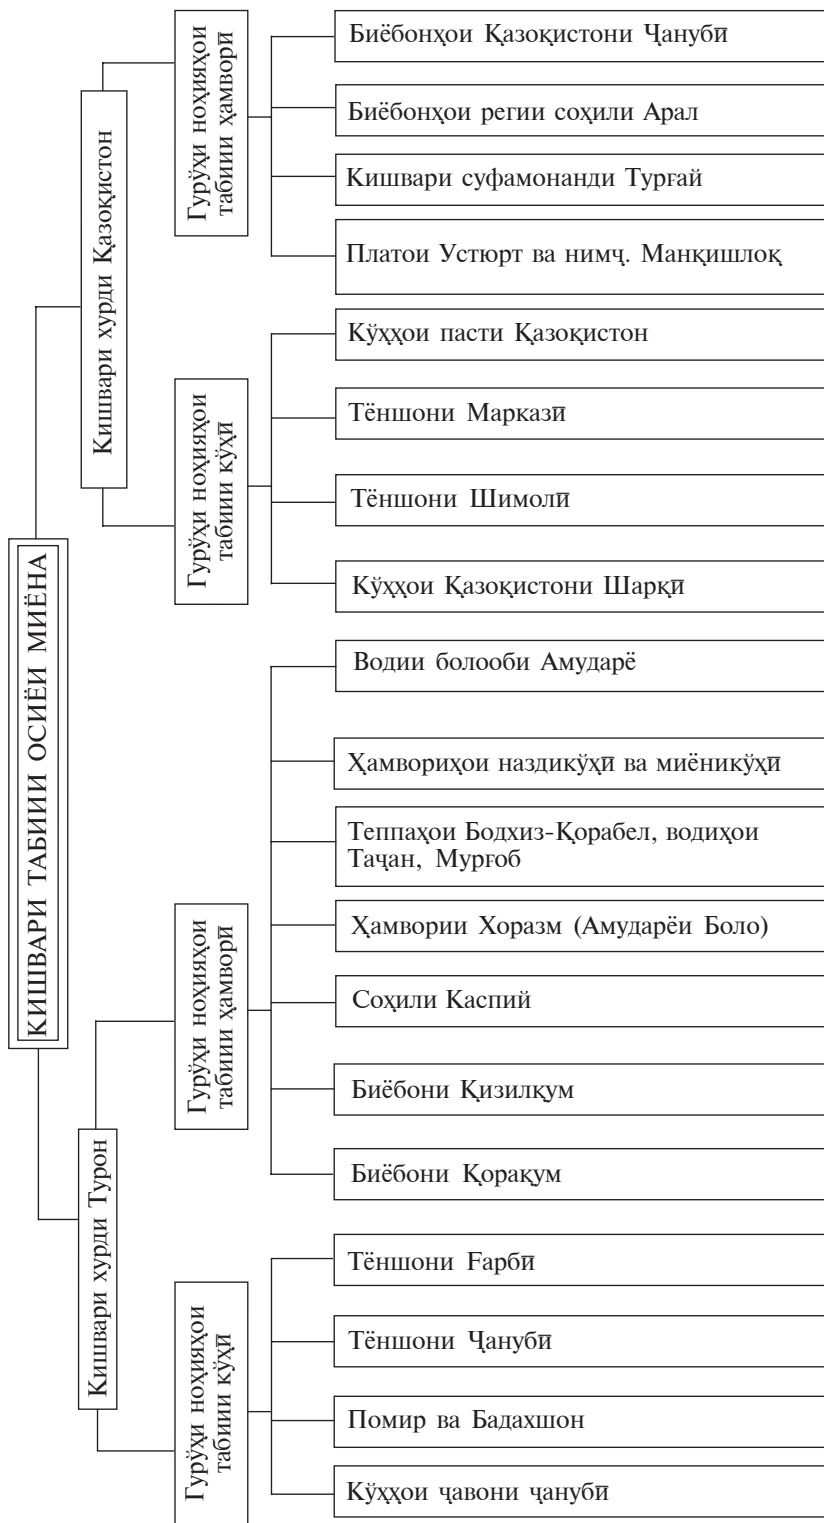 КИШВАРИ ТАБИИИ ОСИЁИ МИЁНА
Кишвари хурди Қазоқистон
Гурӯҳи ноҳияҳои
табиии ҳамворӣ
Биёбонҳои Қазоқистони Ҷанубӣ
Биёбонҳои регии соҳили Арал
Кишвари суфамонанди Турғай
Платои Устюрт ва нимҷ. Манқишлоқ
Гурӯҳи ноҳияҳои
табиии кӯҳӣ
Кӯҳҳои пасти Қазоқистон
Тёншони Марказӣ
Тёншони Шимолӣ
Кӯҳҳои Қазоқистони Шарқӣ
Кишвари хурди Турон
Гурӯҳи ноҳияҳои
табиии ҳамворӣ
Водии болооби Амударё
Ҳамвориҳои наздикӯҳӣ ва миёникӯҳӣ
Теппаҳои Бодхиз-Қорабел, водиҳои
Таҷан, Мурғоб
Ҳамвории Хоразм (Амударёи Боло)
Соҳили Каспий
Биёбони Қизилқум
Биёбони Қорақум
Гурӯҳи ноҳияҳои
табиии кӯҳӣ
Тёншони Ғарбӣ
Тёншони Ҷанубӣ
Помир ва Бадахшон
Кӯҳҳои ҷавони ҷанубӣ